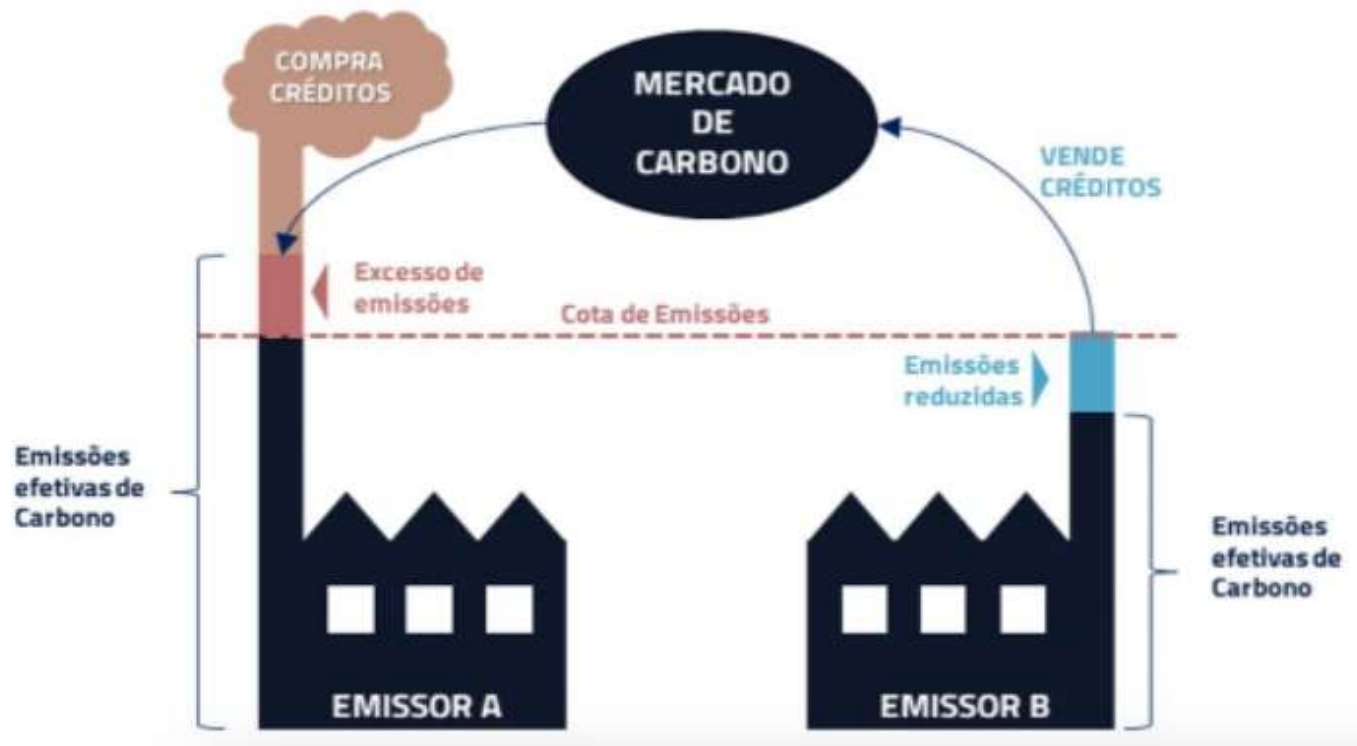 COMPRA
CRÉDITOS
MERCADO
DE
CARBONO
VENDE
CRÉDITOS
Excesso de
emissões
Cota de Emissões
Emissões
reduzidas
Emissões
efetivas de
Carbono
Emissões
efetivas de
Carbono
EMISSOR A
EMISSOR B